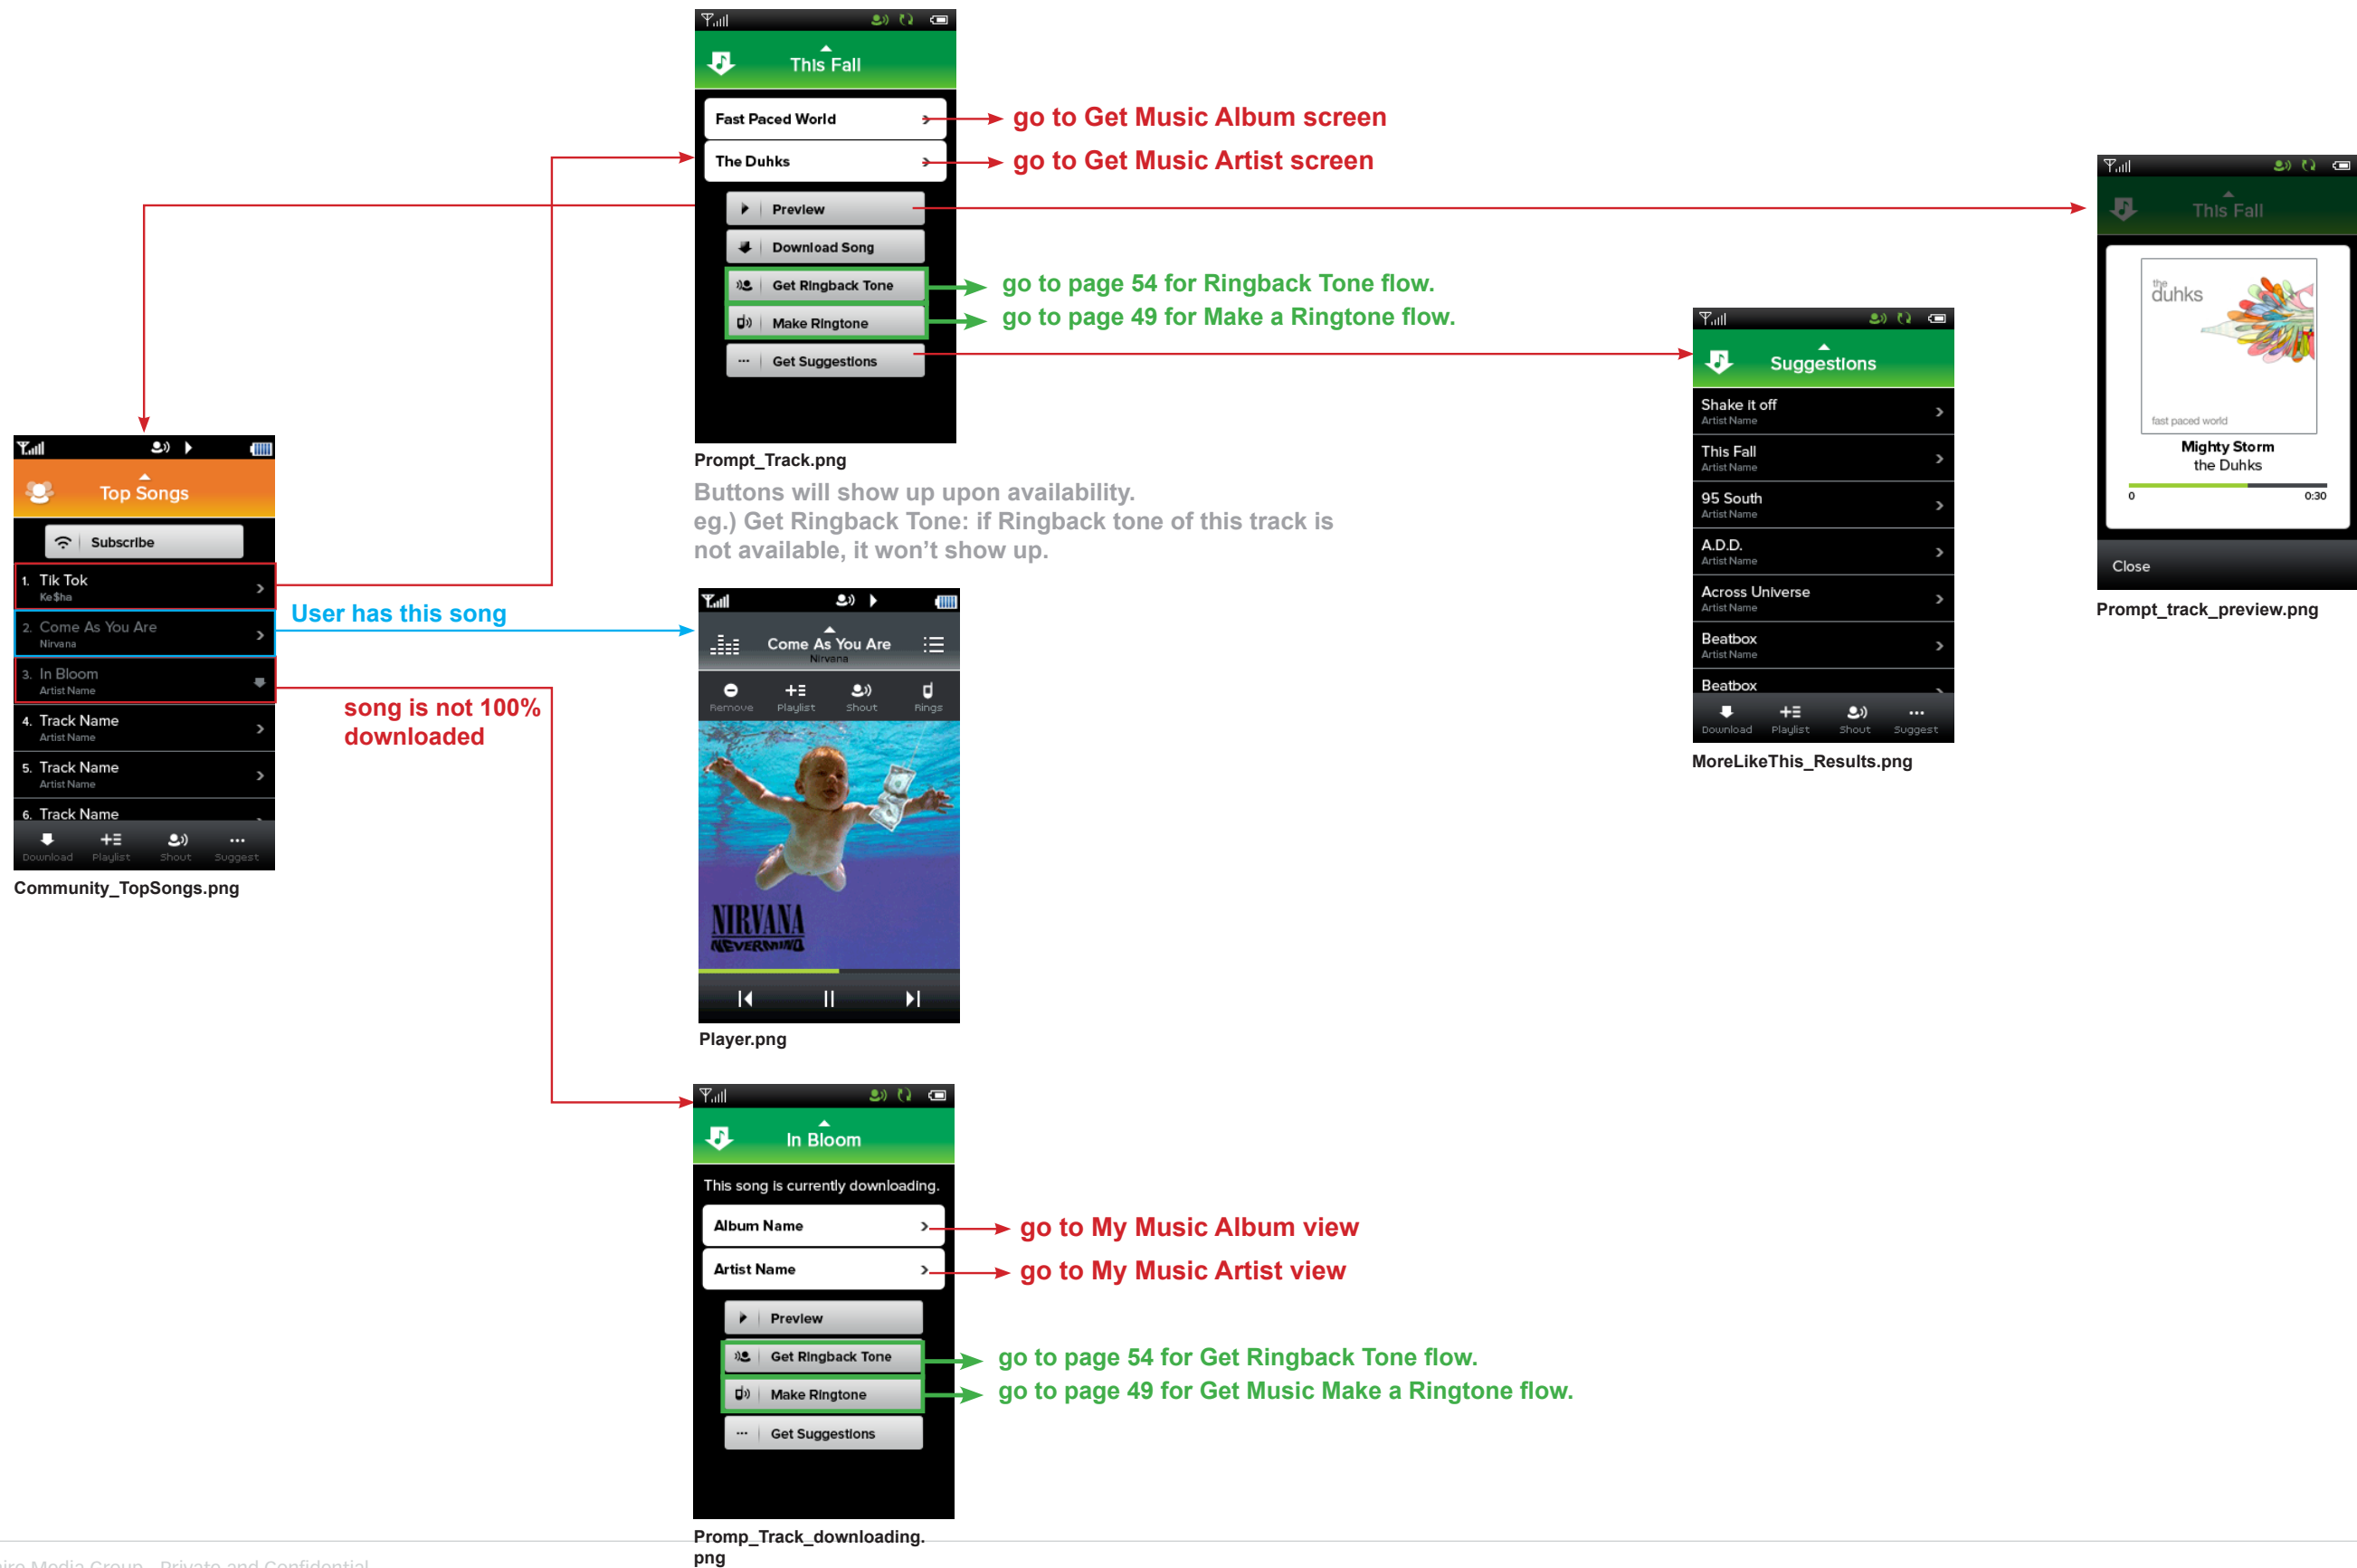 This Fall
Fast Paced World
The Duhks
Preview
Download Song
Get Ringback Tone
Make Ringtone
Get Suggestions
Prompt_Track.png
Buttons will show up upon availability.
eg.) Get Ringback Tone: if Ringback tone of this track is
not available, it won't show up.
go to Get Music Album screen
go to Get Music Artist screen
go to page 54 for Ringback Tone flow.
go to page 49 for Make a Ringtone flow.
This Fall
the
duhks
fast paced world
Mighty Storm
the Duhks
0 0:30
Close
Prompt_track_preview.png
Suggestions
Shake it off
Artist Name
This Fall
Artist Name
95 South
Artist Name
A.D.D.
Artist Name
Across Universe
Artist Name
Beatbox
Artist Name
Beatbox
Download Playlist Shout Suggest
MoreLikeThis_Results.png
Top Songs
Subscribe
1. Tik Tok
Ke$ha
2. Come As You Are
Nirvana
3. In Bloom
Artist Name
4. Track Name
Artist Name
5. Track Name
Artist Name
6. Track Name
Download Playlist Shout Suggest
Community_TopSongs.png
User has this song
song is not 100%
downloaded
Come As You Are
Nirvana
Remove Playlist Shout Rings
NIRVANA
NEVERMIND
Player.png
In Bloom
This song is currently downloading.
Album Name
Artist Name
Preview
Get Ringback Tone
Make Ringtone
Get Suggestions
Promp_Track_downloading.
png
go to My Music Album view
go to My Music Artist view
go to page 54 for Get Ringback Tone flow.
go to page 49 for Get Music Make a Ringtone flow.
Media Group - Private and Confidential